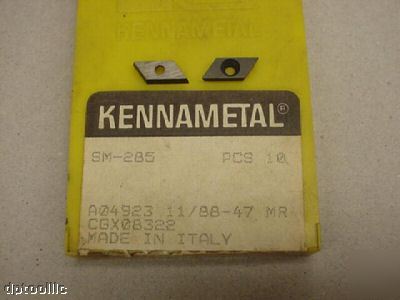 KENNAMETAL
KENNAMETAL®
SM-285 PCS 10
A04923 11/88-47 MR
CGX08322
MADE IN ITALY
dptoolllc